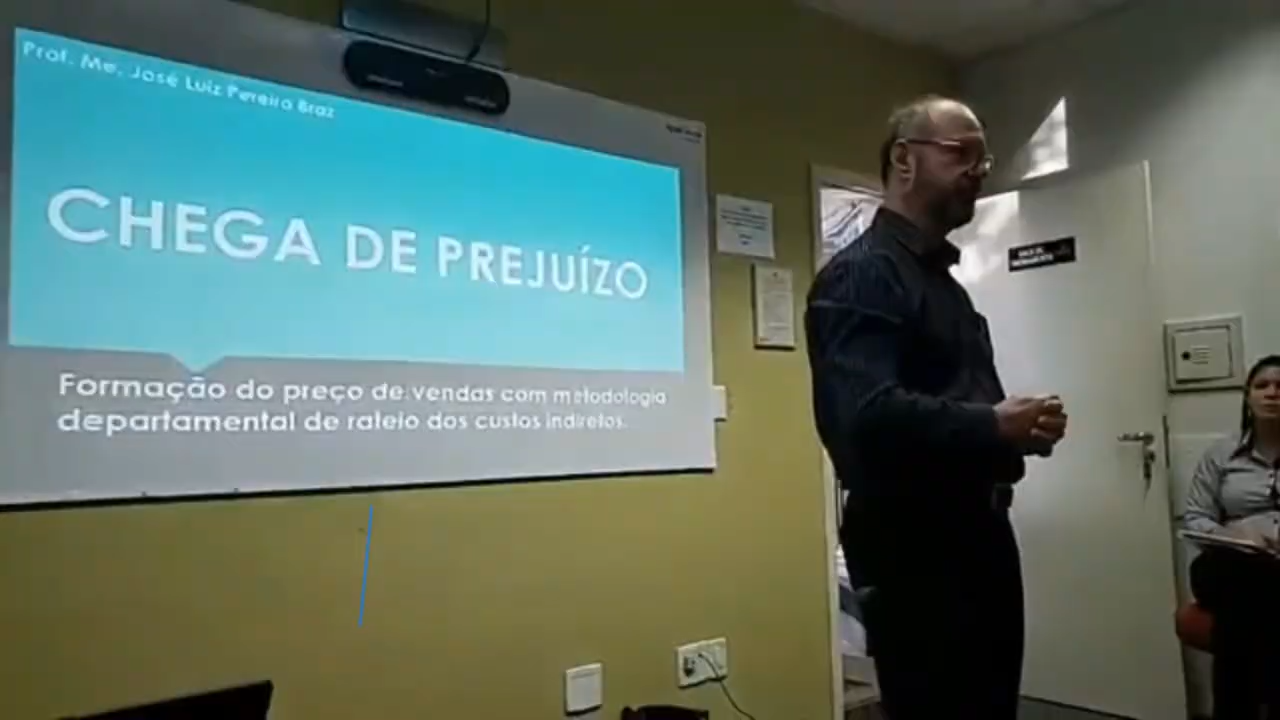 Prof. Me. José Luiz Pereira Braz
CHEGA DE PREJUÍZO
Formação do preço de vendas com metodologia
departamental de rateio dos custos indiretos.